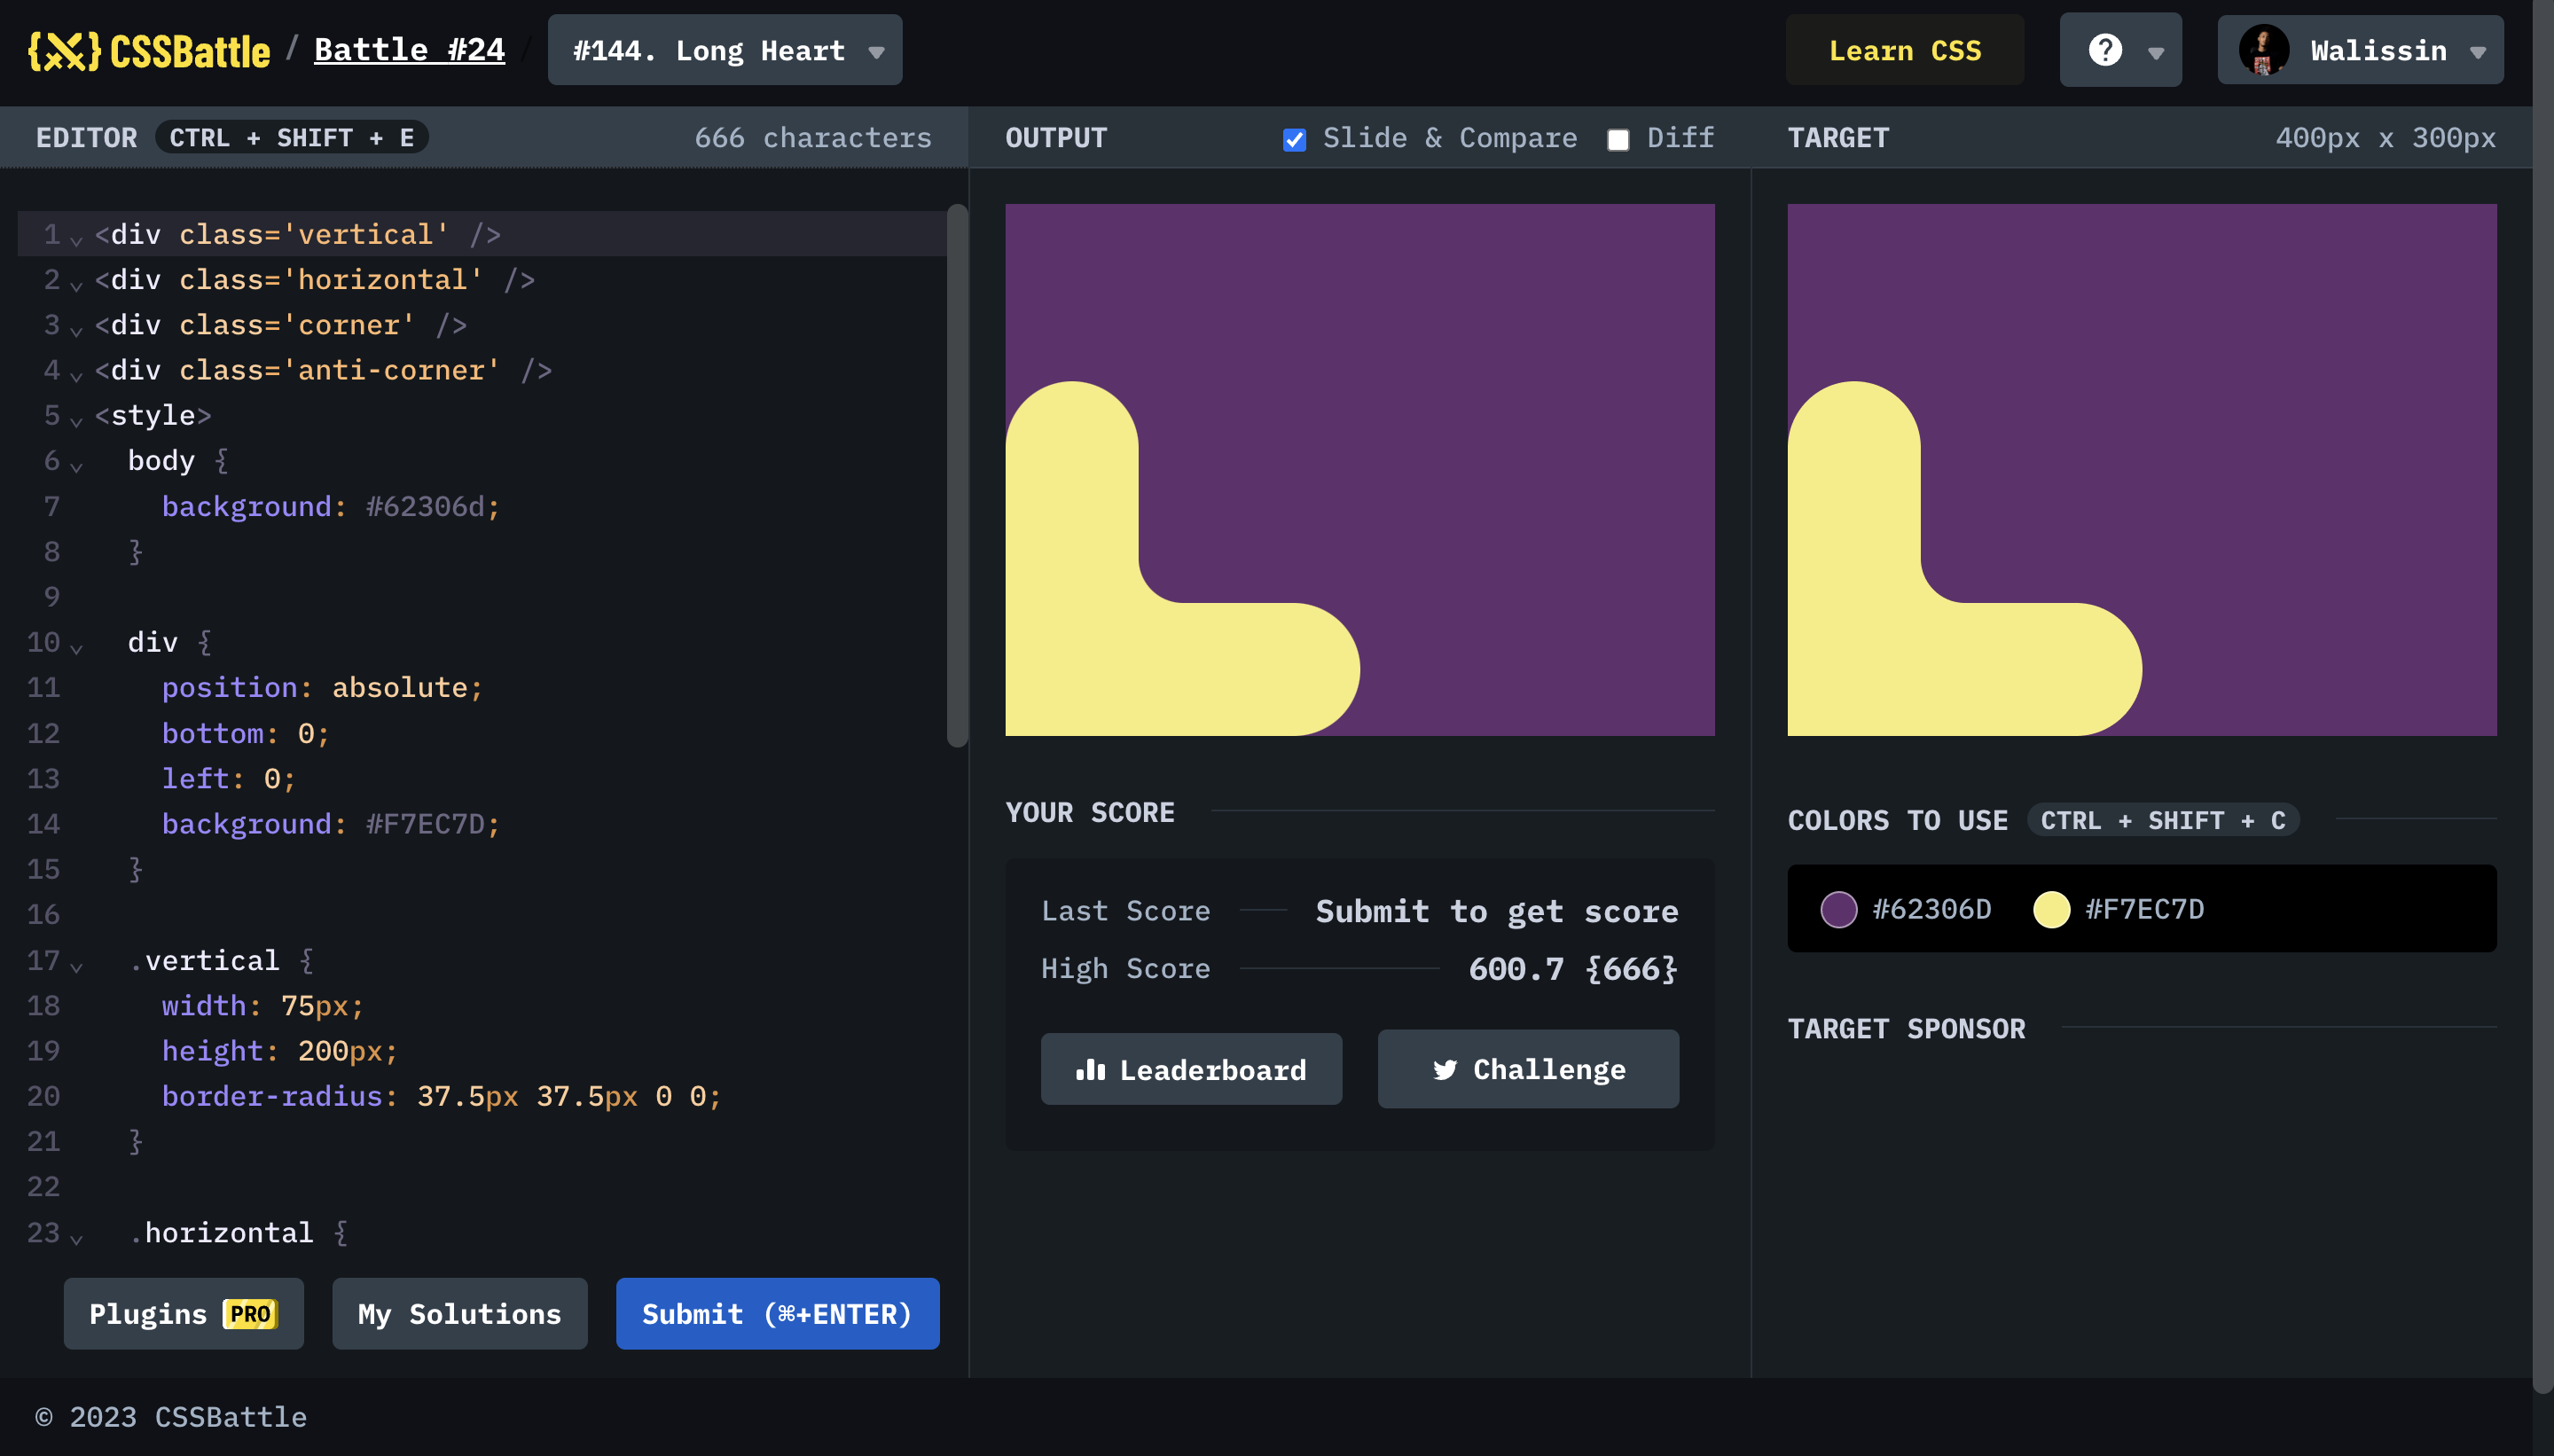 {X} CSSBattle / Battle #24 / #144. Long Heart
Learn CSS ? Walissin
EDITOR CTRL + SHIFT + E 666 characters
OUTPUT Slide & Compare Diff
TARGET 400px x 300px
1 <div class='vertical' />
2 <div class='horizontal' />
3 <div class='corner' />
4 <div class='anti-corner' />
5 <style>
6 body {
7 background: #62306d;
8 }
9
10 div {
11 position: absolute;
12 bottom: 0;
13 left: 0;
14 background: #F7EC7D;
15 }
16
17 .vertical {
18 width: 75px;
19 height: 200px;
20 border-radius: 37.5px 37.5px 0 0;
21 }
22
23 .horizontal {
Plugins PRO My Solutions Submit (⌘+ENTER)
YOUR SCORE
Last Score Submit to get score
High Score 600.7 {666}
Leaderboard Challenge
COLORS TO USE CTRL + SHIFT + C
#62306D #F7EC7D
TARGET SPONSOR
© 2023 CSSBattle